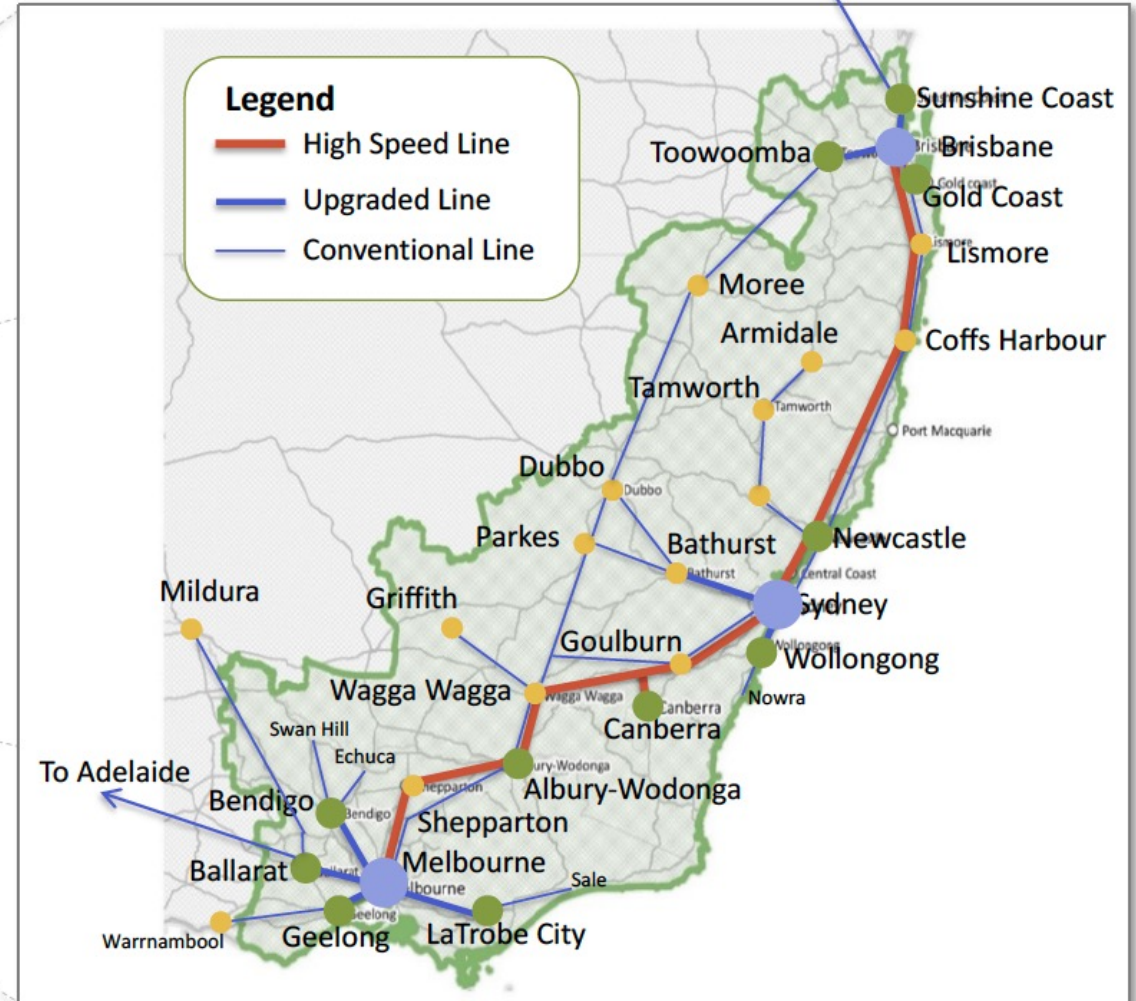 Legend
High Speed Line
Upgraded Line
Conventional Line
Sunshine Coast
Toowoomba
Brisbane
Gold coast
Gold Coast
Lismore
Moree
Armidale
Coffs Harbour
Tamworth
Tamworth
Port Macquarie
Dubbo
Dubbo
Parkes
Bathurst
Bathurst
Newcastle
Central Coast
Mildura
Griffith
Sydney
Goulburn
Wollongong
Wollongong
Wagga Wagga
Wagga Wagga
Nowra
Canberra
Canberra
Swan Hill
Echuca
To Adelaide
Albury-Wodonga
Bendigo
Bendigo
Shepparton
Melbourne
Ballarat
Sale
Geelong
LaTrobe City
Warrnambool